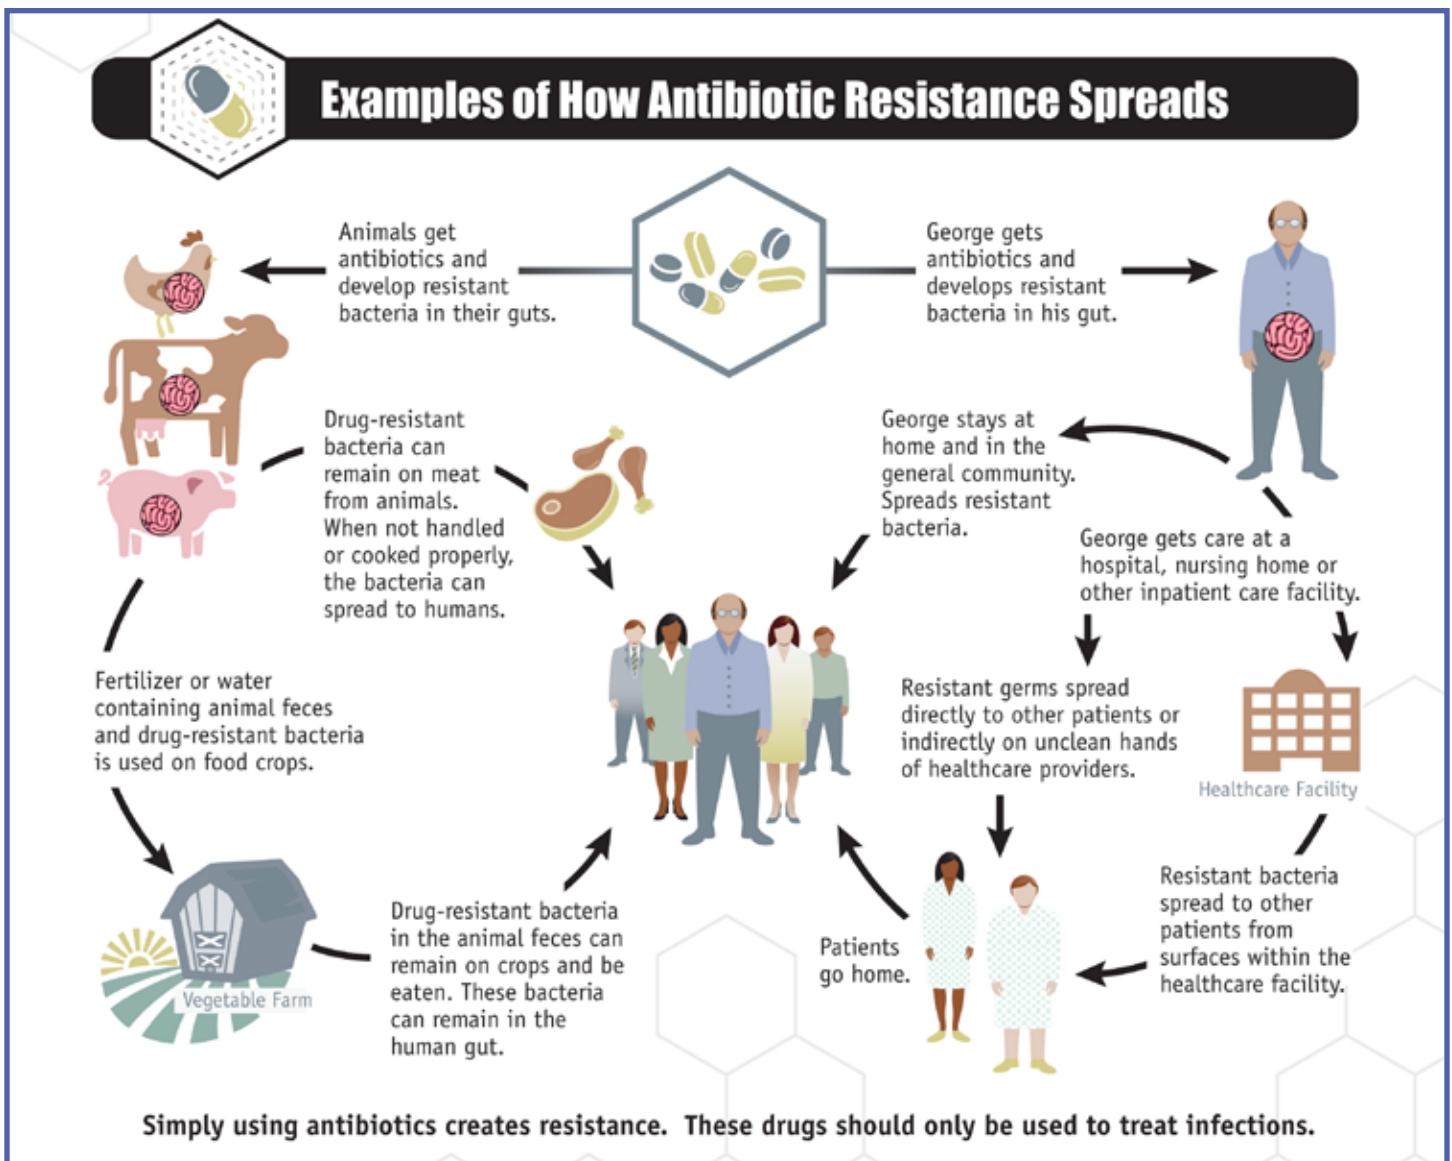 Examples of How Antibiotic Resistance Spreads
Animals get
antibiotics and
develop resistant
bacteria in their guts.
George gets
antibiotics and
develops resistant
bacteria in his gut.
Drug-resistant
bacteria can
remain on meat
from animals.
When not handled
or cooked properly,
the bacteria can
spread to humans.
George stays at
home and in the
general community.
Spreads resistant
bacteria.
George gets care at a
hospital, nursing home or
other inpatient care facility.
Fertilizer or water
containing animal feces
and drug-resistant bacteria
is used on food crops.
Resistant germs spread
directly to other patients or
indirectly on unclean hands
of healthcare providers.
Healthcare Facility
Vegetable Farm
Drug-resistant bacteria
in the animal feces can
remain on crops and be
eaten. These bacteria
can remain in the
human gut.
Patients
go home.
Resistant bacteria
spread to other
patients from
surfaces within the
healthcare facility.
Simply using antibiotics creates resistance. These drugs should only be used to treat infections.